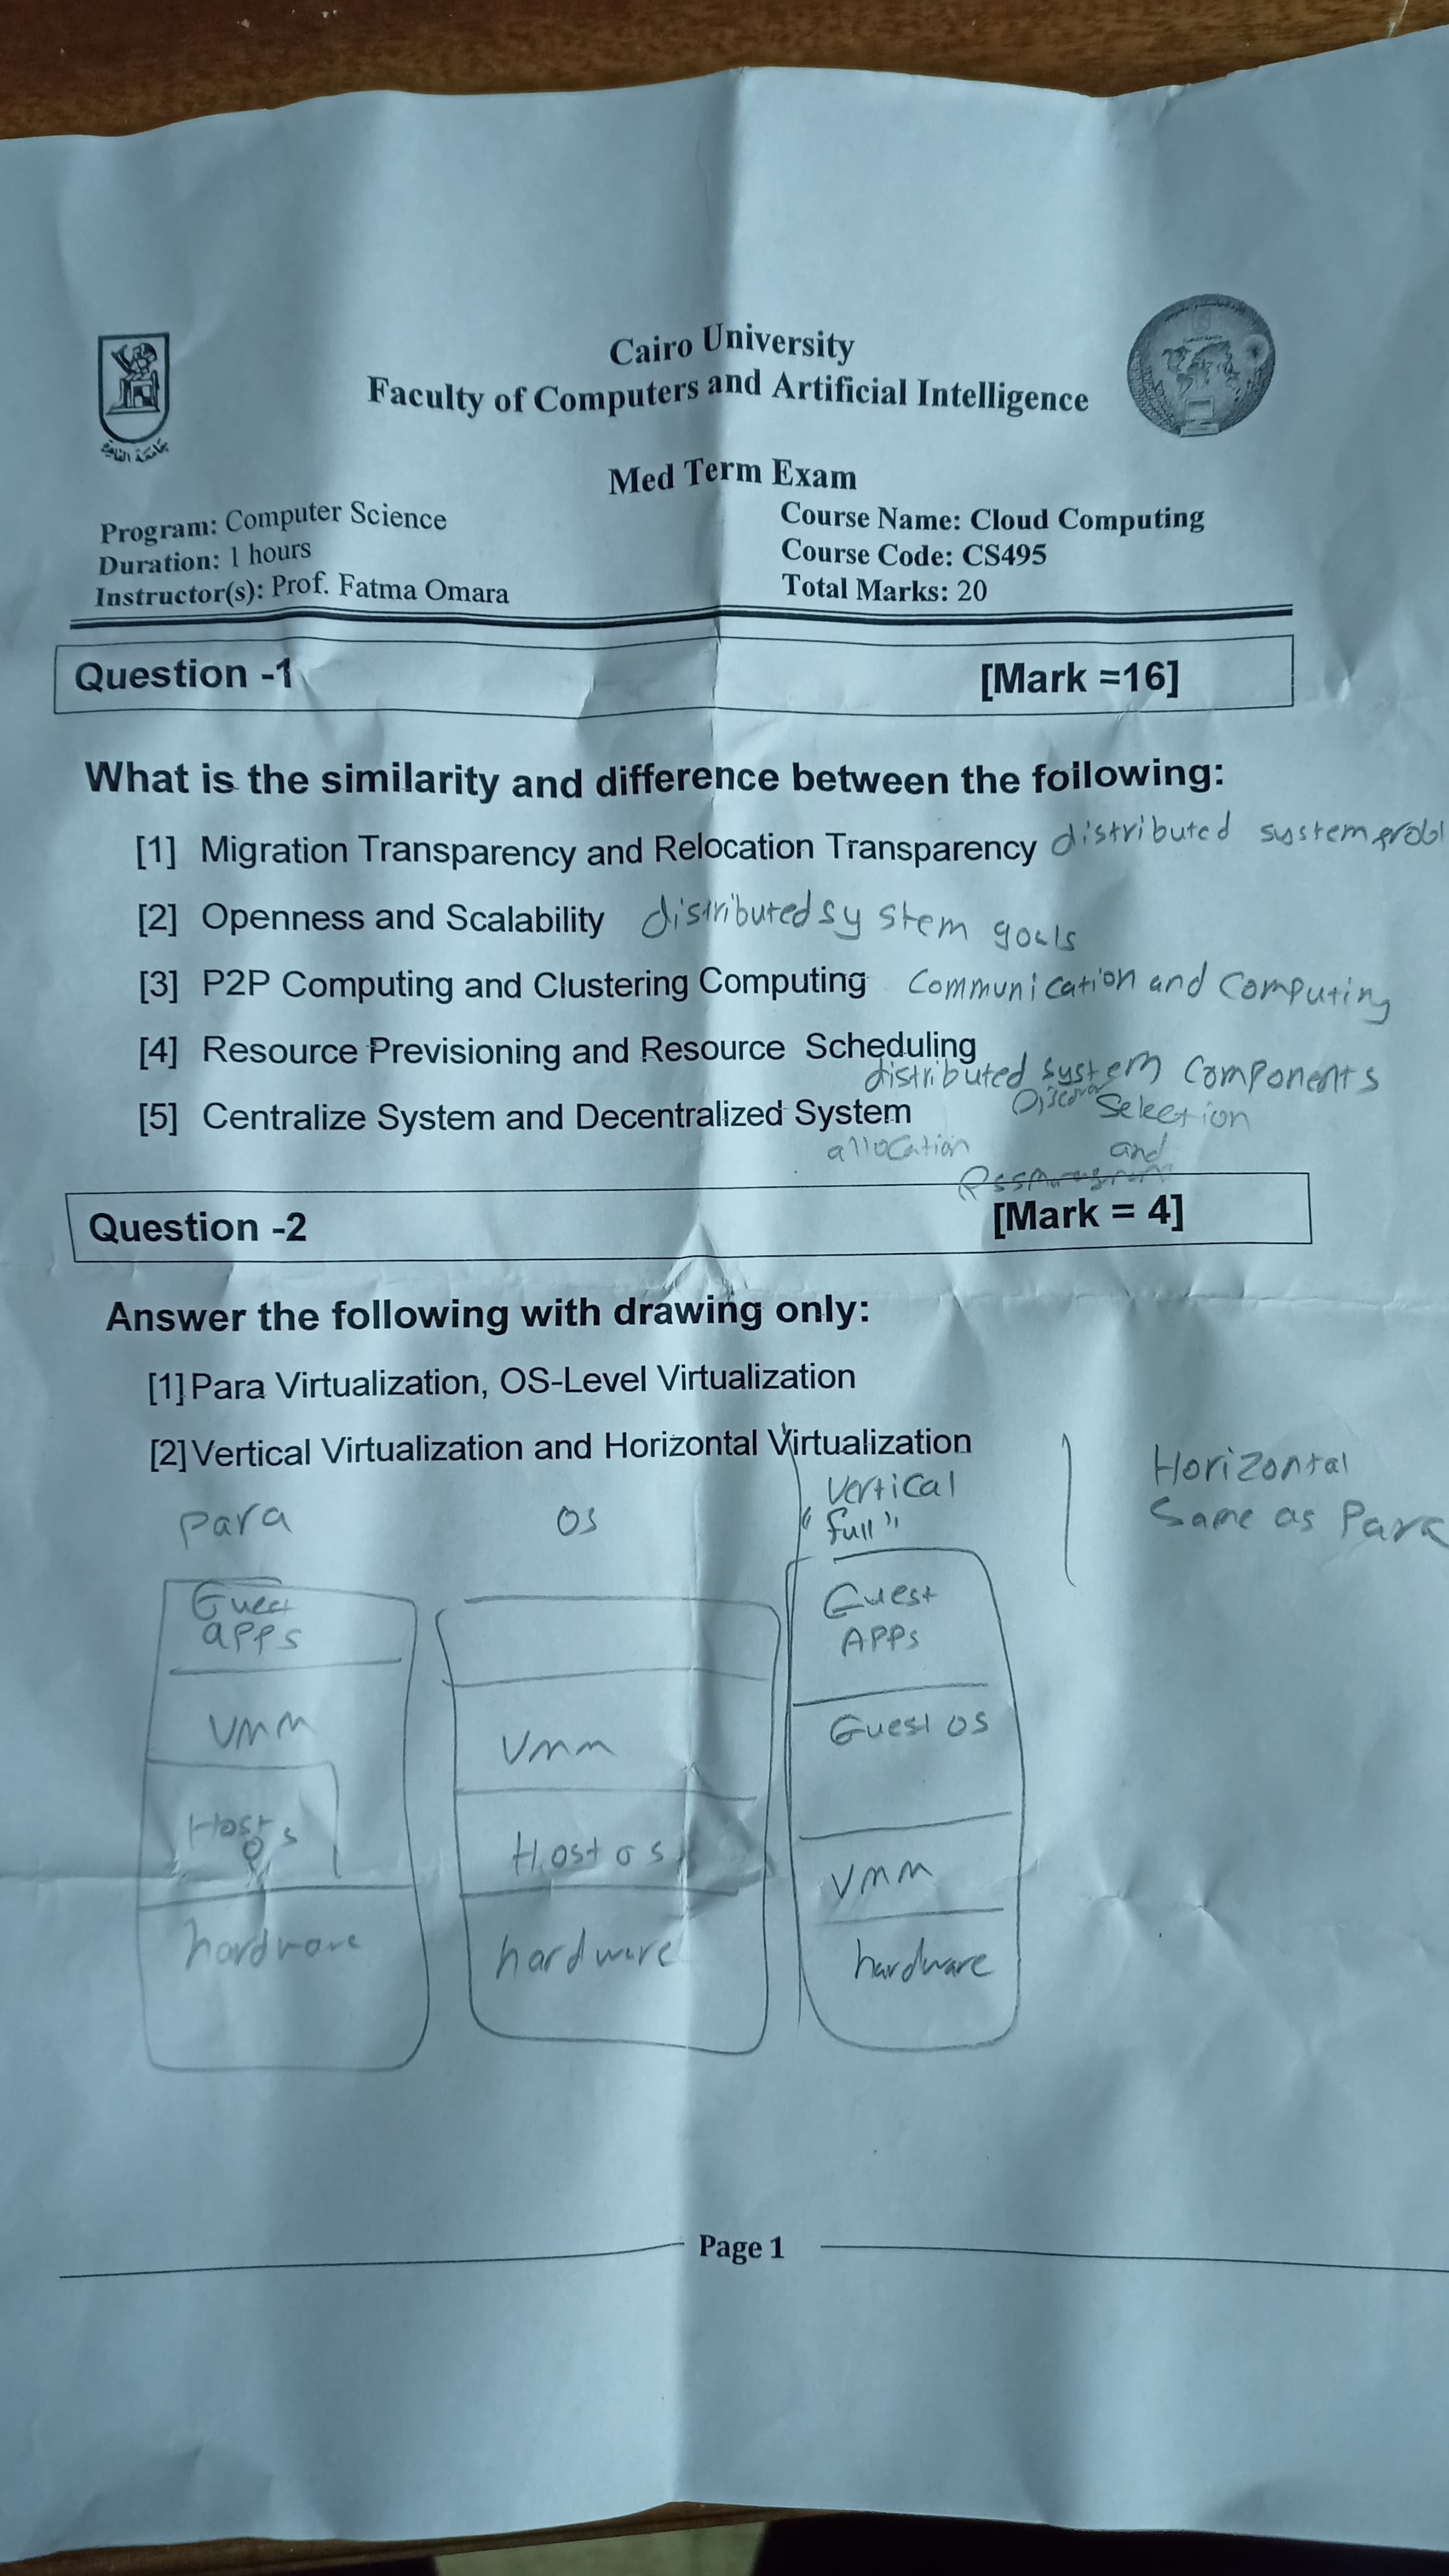 Cairo University
Faculty of Computers and Artificial Intelligence
جامعة القاهرة
Med Term Exam
Program: Computer Science
Course Name: Cloud Computing
Duration: 1 hours
Course Code: CS495
Instructor(s): Prof. Fatma Omara
Total Marks: 20
Question -1 [Mark =16]
What is the similarity and difference between the following:
[1] Migration Transparency and Relocation Transparency distributed system probl
[2] Openness and Scalability distributed system goals
[3] P2P Computing and Clustering Computing Communication and Computing
[4] Resource Previsioning and Resource Scheduling
distributed system Components
[5] Centralize System and Decentralized System
Selection
allocation and
Question -2 [Mark = 4]
Answer the following with drawing only:
[1] Para Virtualization, OS-Level Virtualization
[2] Vertical Virtualization and Horizontal Virtualization
Para
OS
Vertical
"full"
Horizontal
Same as Para
Guest
apps
VMM
Host
os
hardware
VMM
Host os
hardware
Guest
APPs
Guest OS
VMM
hardware
Page 1